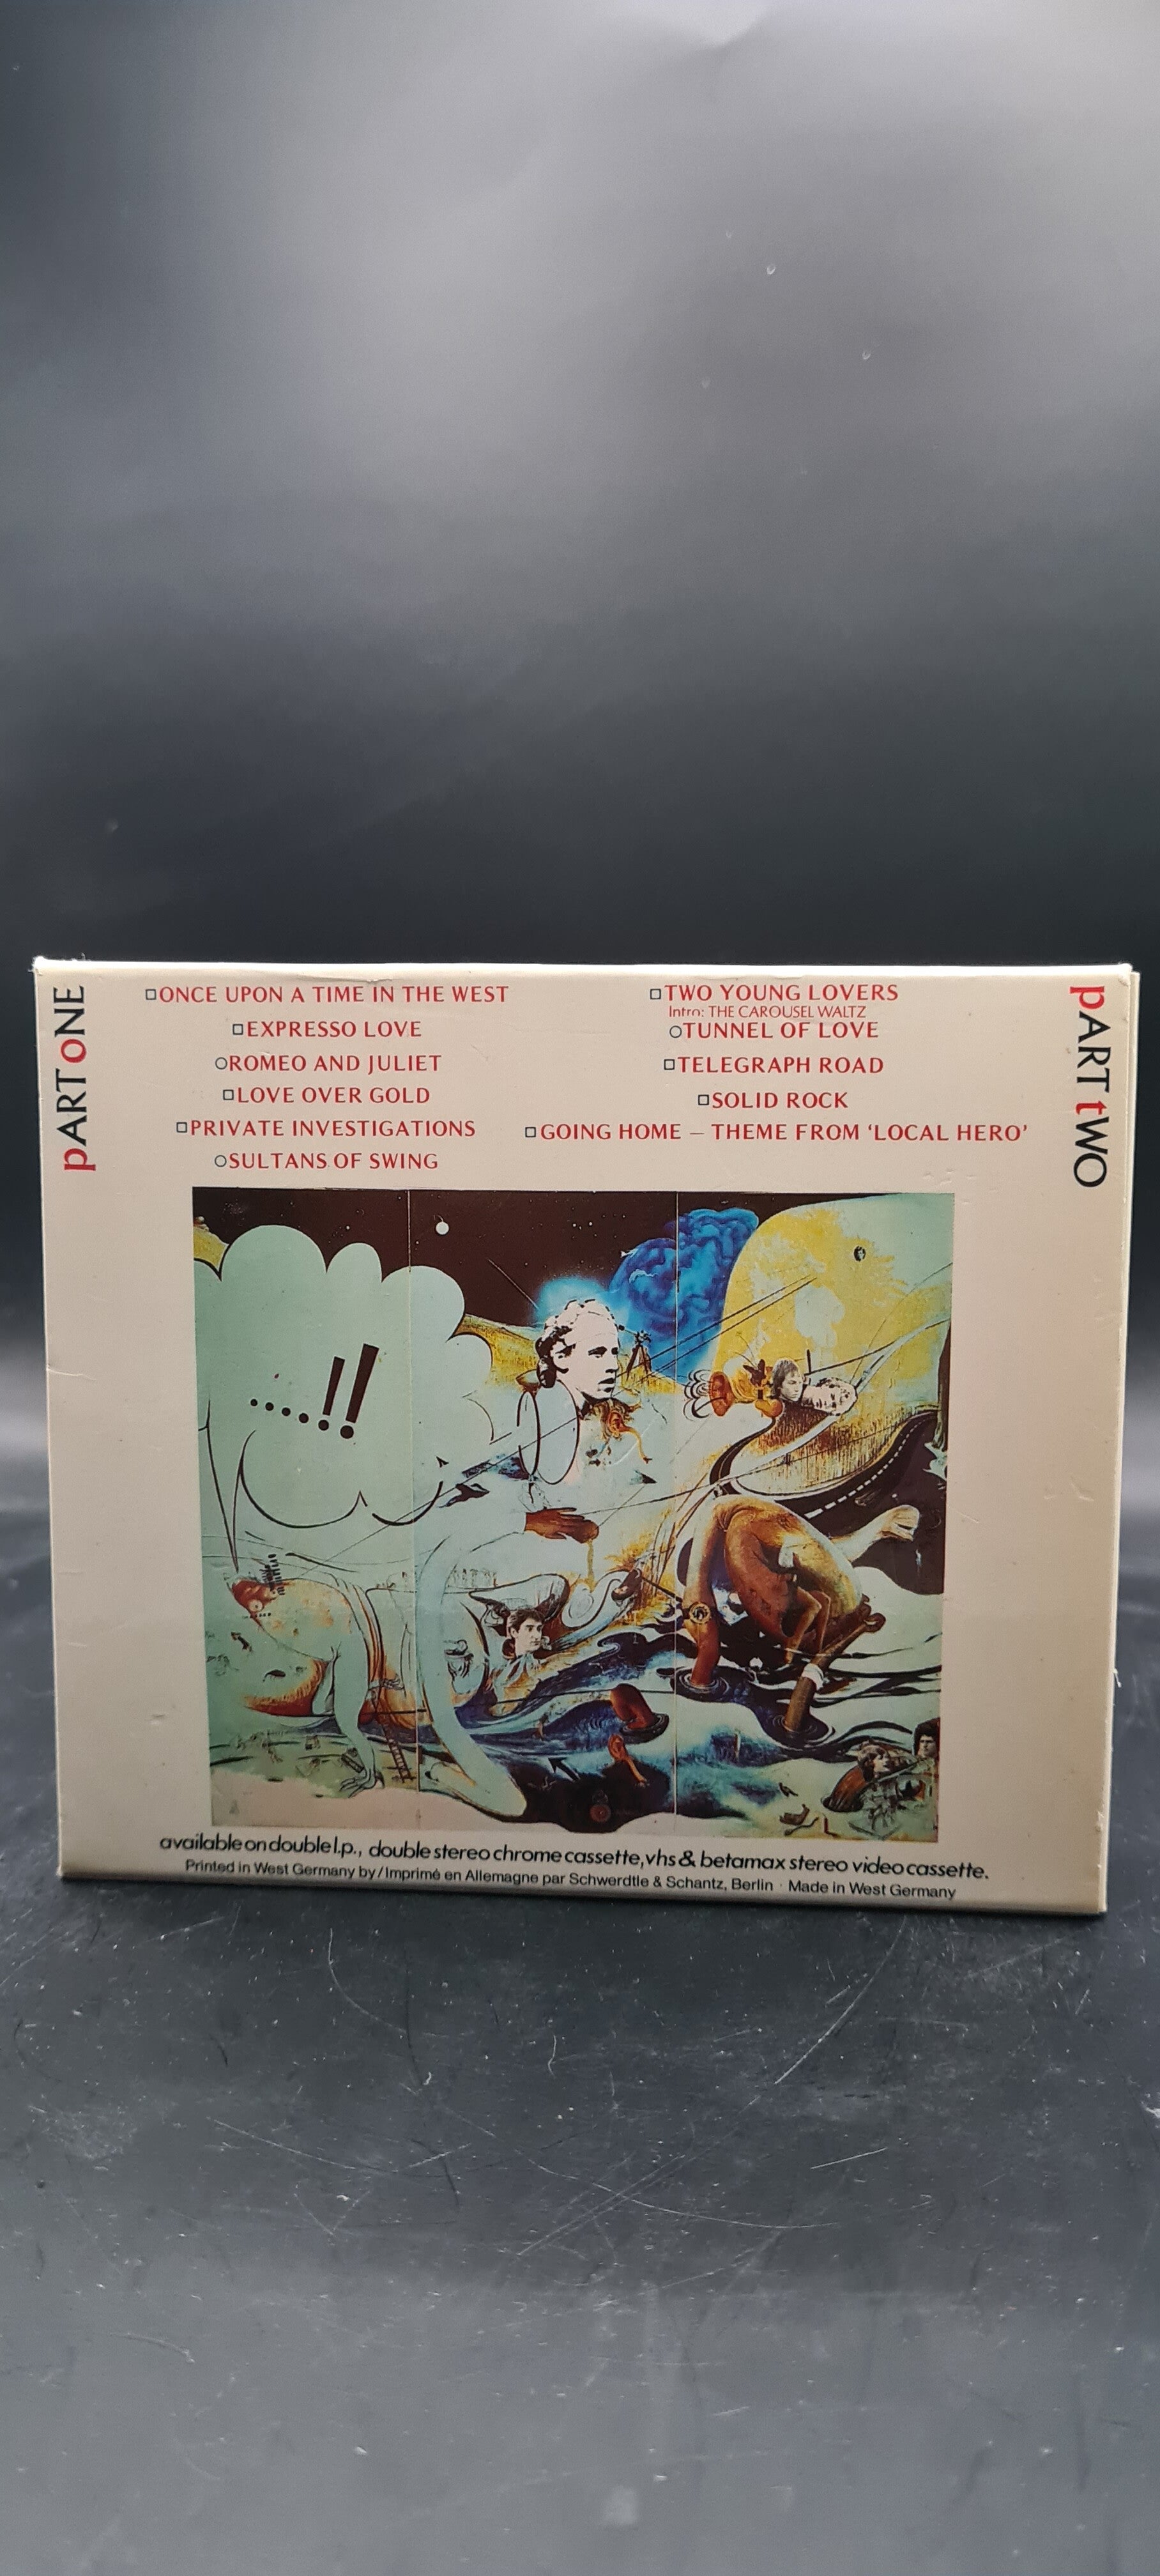 pART oNE
□ONCE UPON A TIME IN THE WEST
□EXPRESSO LOVE
○ROMEO AND JULIET
□LOVE OVER GOLD
□PRIVATE INVESTIGATIONS
○SULTANS OF SWING
□TWO YOUNG LOVERS
Intro: THE CAROUSEL WALTZ
○TUNNEL OF LOVE
□TELEGRAPH ROAD
□SOLID ROCK
□GOING HOME – THEME FROM ‘LOCAL HERO’
pART tWO
.....!!
available on double l.p., double stereo chrome cassette, vhs & betamax stereo video cassette.
Printed in West Germany by / Imprimé en Allemagne par Schwerdtle & Schantz, Berlin · Made in West Germany